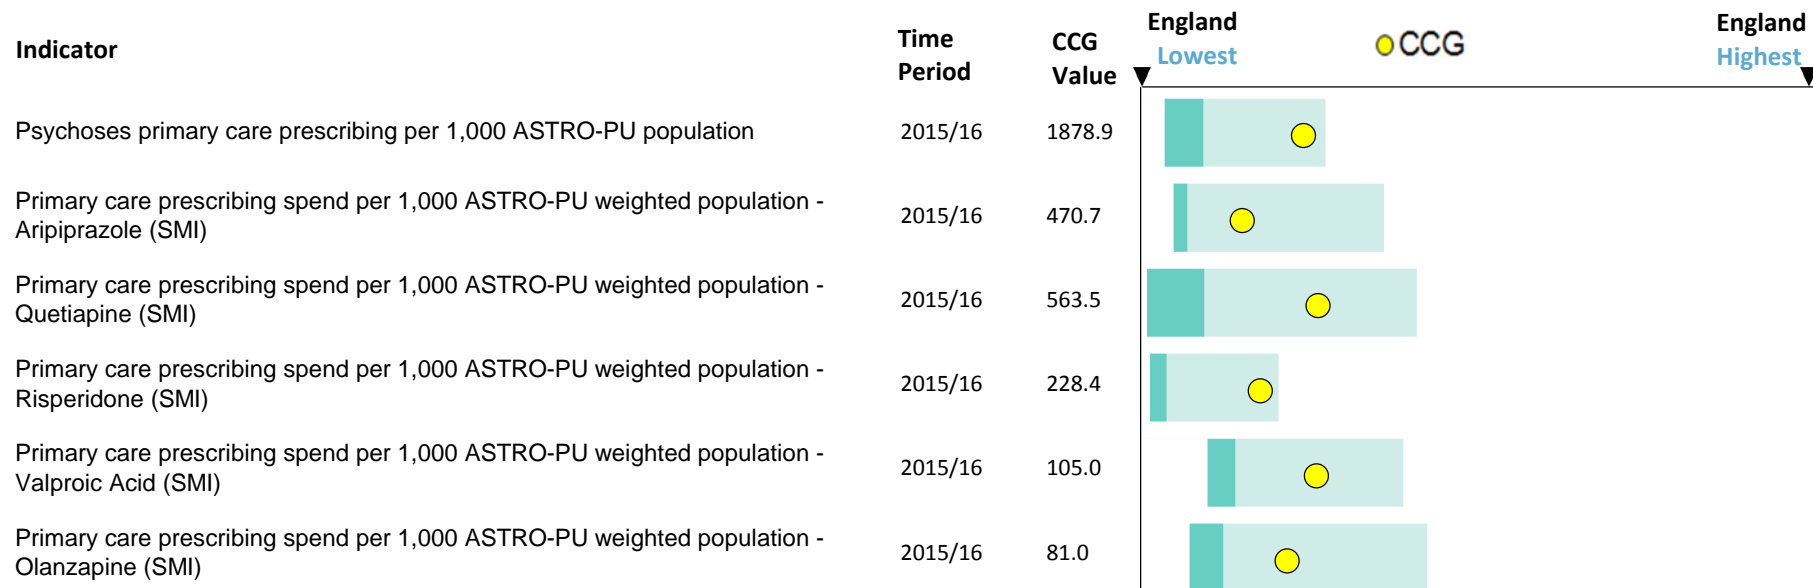 Indicator
Time Period
CCG Value
England Lowest
CCG
England Highest
Psychoses primary care prescribing per 1,000 ASTRO-PU population 2015/16 1878.9
Primary care prescribing spend per 1,000 ASTRO-PU weighted population -
Aripiprazole (SMI) 2015/16 470.7
Primary care prescribing spend per 1,000 ASTRO-PU weighted population -
Quetiapine (SMI) 2015/16 563.5
Primary care prescribing spend per 1,000 ASTRO-PU weighted population -
Risperidone (SMI) 2015/16 228.4
Primary care prescribing spend per 1,000 ASTRO-PU weighted population -
Valproic Acid (SMI) 2015/16 105.0
Primary care prescribing spend per 1,000 ASTRO-PU weighted population -
Olanzapine (SMI) 2015/16 81.0